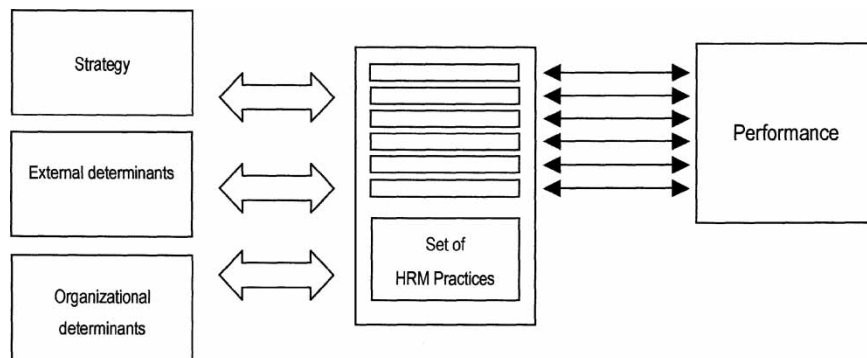 Strategy
External determinants
Organizational
determinants
Set of
HRM Practices
Performance